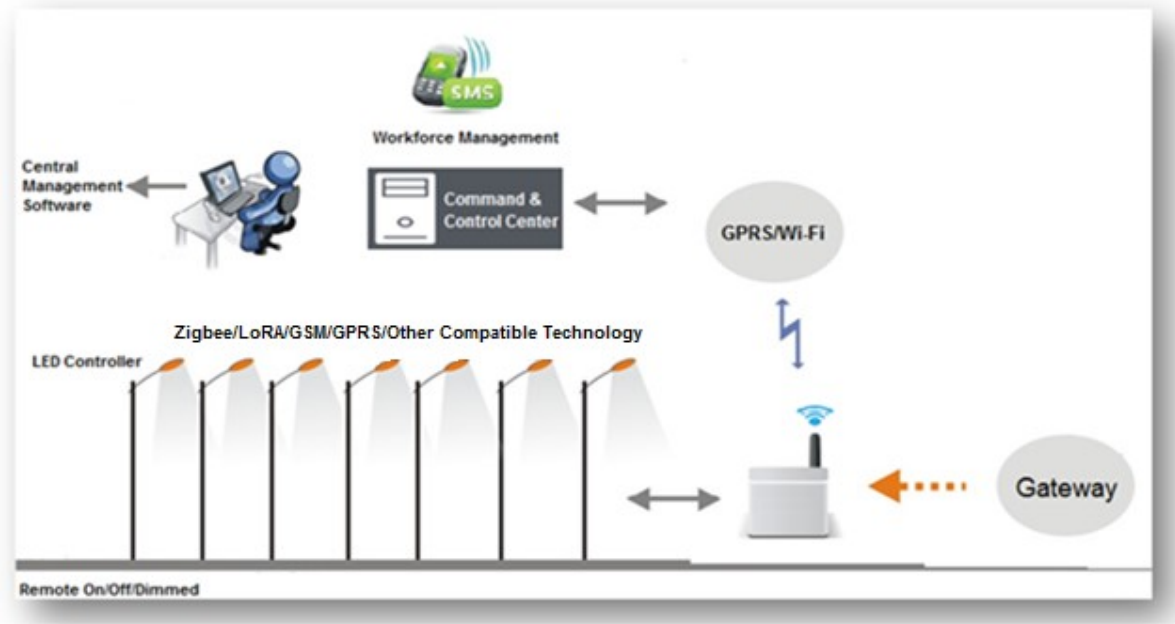 SMS
Workforce Management
Central
Management
Software
Command &
Control Center
GPRS/Wi-Fi
Zigbee/LoRA/GSM/GPRS/Other Compatible Technology
LED Controller
Gateway
Remote On/Off/Dimmed